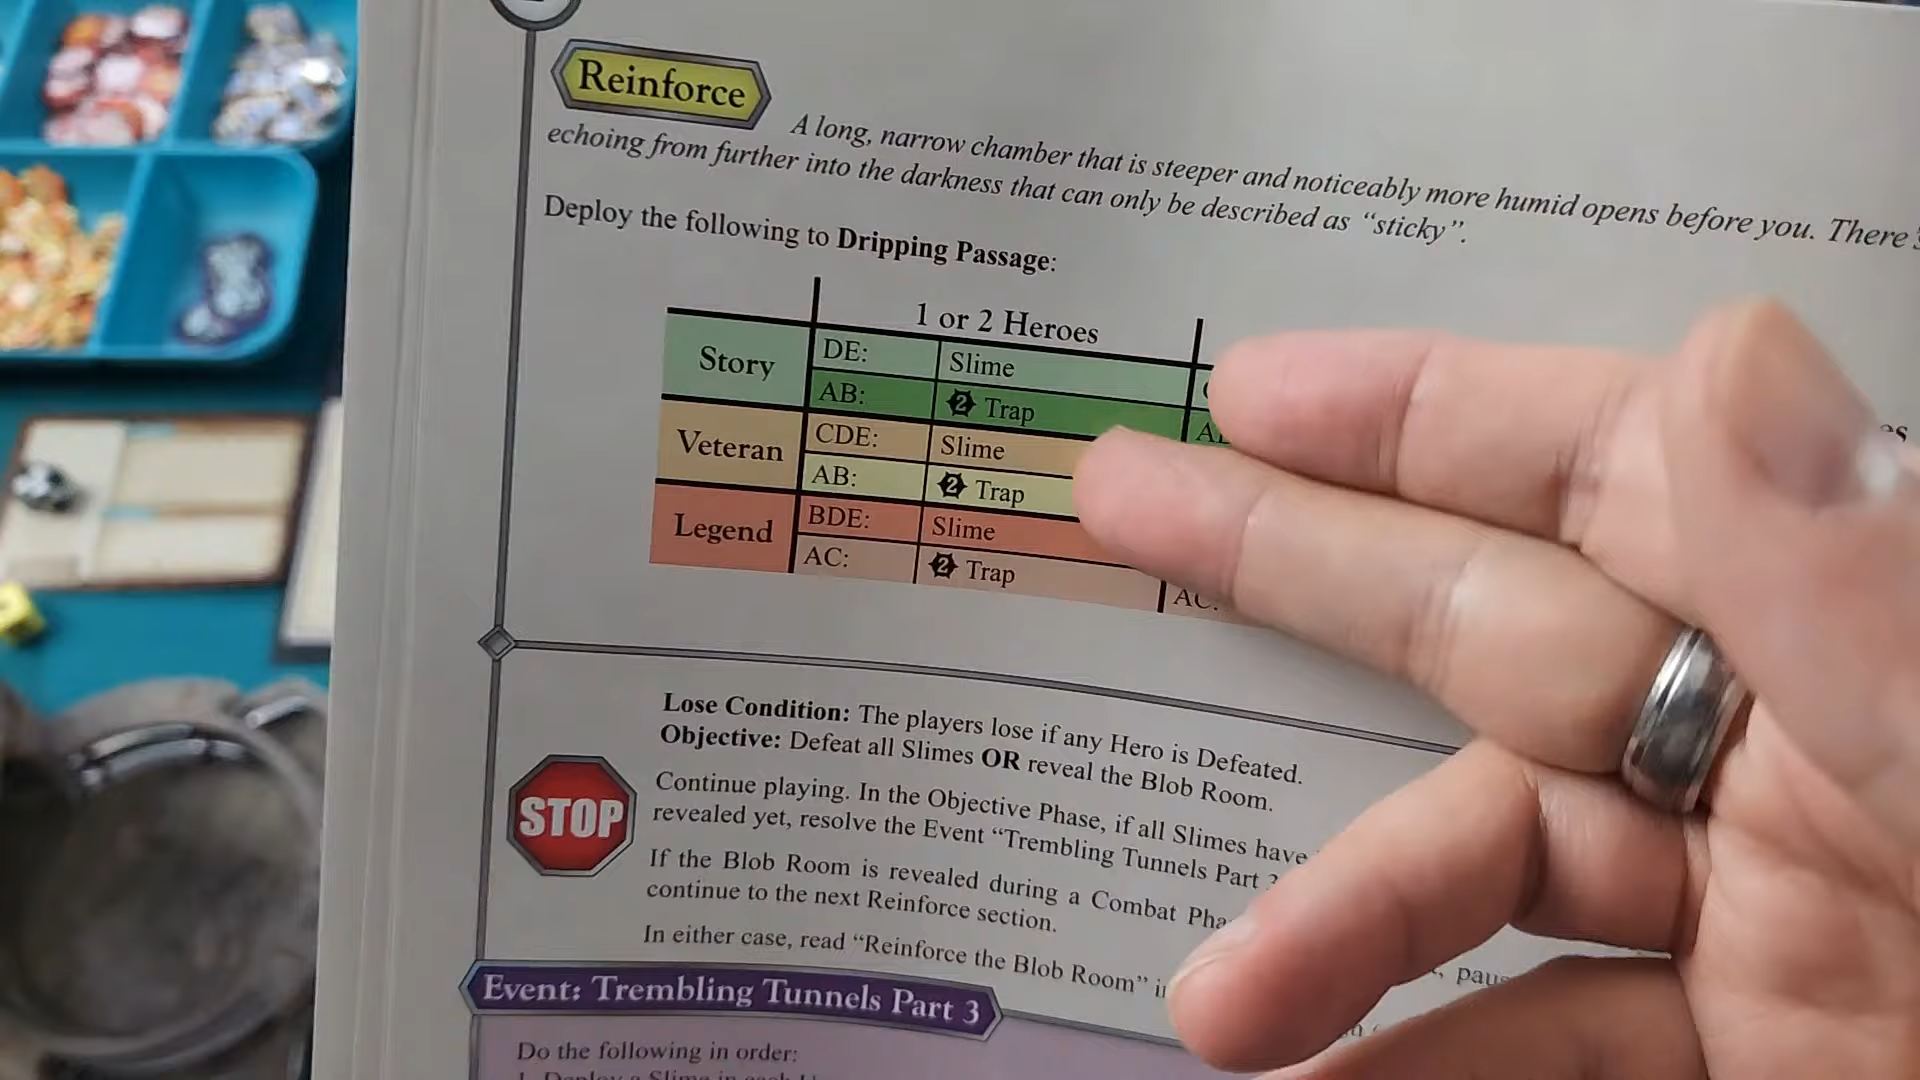 Reinforce
A long, narrow chamber that is steeper and noticeably more humid opens before you. There's
echoing from further into the darkness that can only be described as “sticky”.
Deploy the following to Dripping Passage:
1 or 2 Heroes
Story DE: Slime
AB: 2 Trap
Veteran CDE: Slime
AB: 2 Trap
Legend BDE: Slime
AC: 2 Trap AC:
Lose Condition: The players lose if any Hero is Defeated.
Objective: Defeat all Slimes OR reveal the Blob Room.
STOP
Continue playing. In the Objective Phase, if all Slimes have
revealed yet, resolve the Event “Trembling Tunnels Part
If the Blob Room is revealed during a Combat
continue to the next Reinforce section.
In either case, read “Reinforce the Blob Room”
Event: Trembling Tunnels Part 3
Do the following in order: